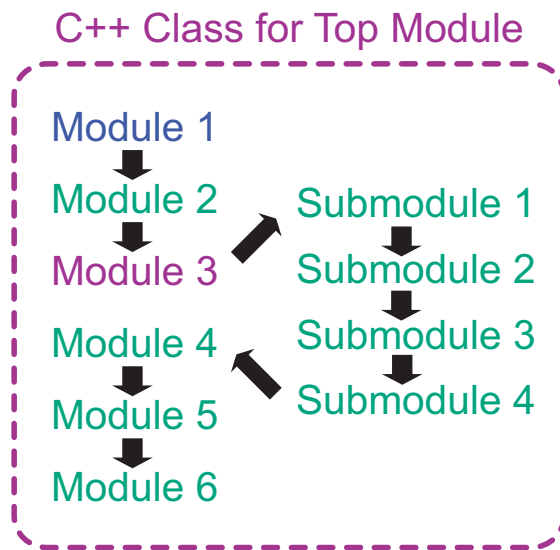 C++ Class for Top Module
Module 1
Module 2
Module 3
Submodule 1
Submodule 2
Submodule 3
Submodule 4
Module 4
Module 5
Module 6